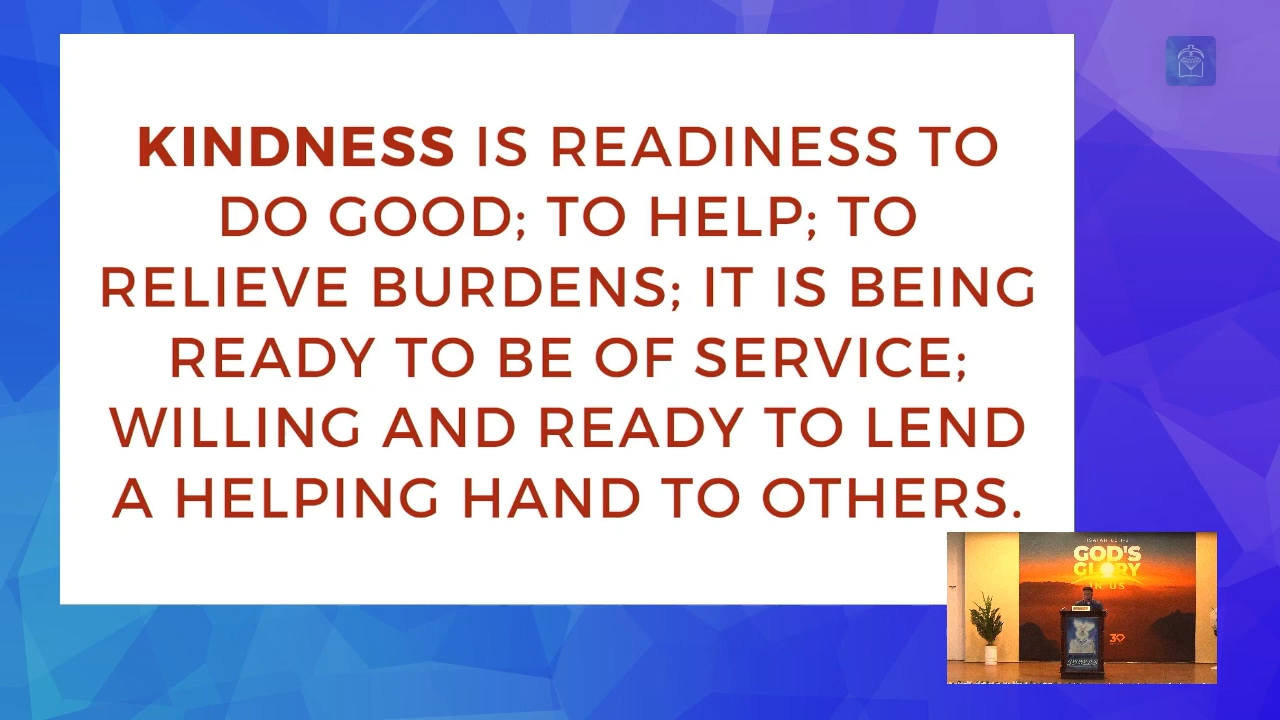 KINDNESS IS READINESS TO
DO GOOD; TO HELP; TO
RELIEVE BURDENS; IT IS BEING
READY TO BE OF SERVICE;
WILLING AND READY TO LEND
A HELPING HAND TO OTHERS.
GOD'S
GLORY
IN US